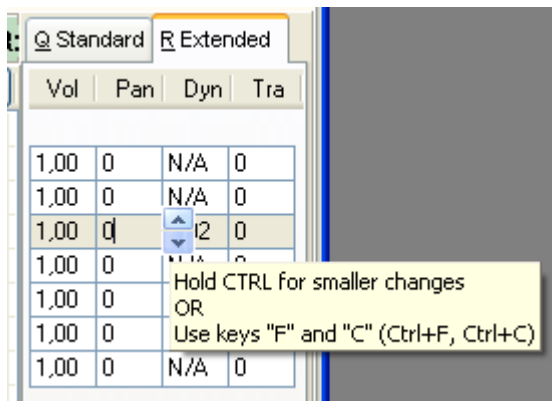 Q Standard R Extended
Vol Pan Dyn Tra
1,00 0 N/A 0
1,00 0 N/A 0
1,00 0 0
1,00 0 0
1,00 0
1,00 0
1,00 0 N/A 0
Hold CTRL for smaller changes
OR
Use keys "F" and "C" (Ctrl+F, Ctrl+C)